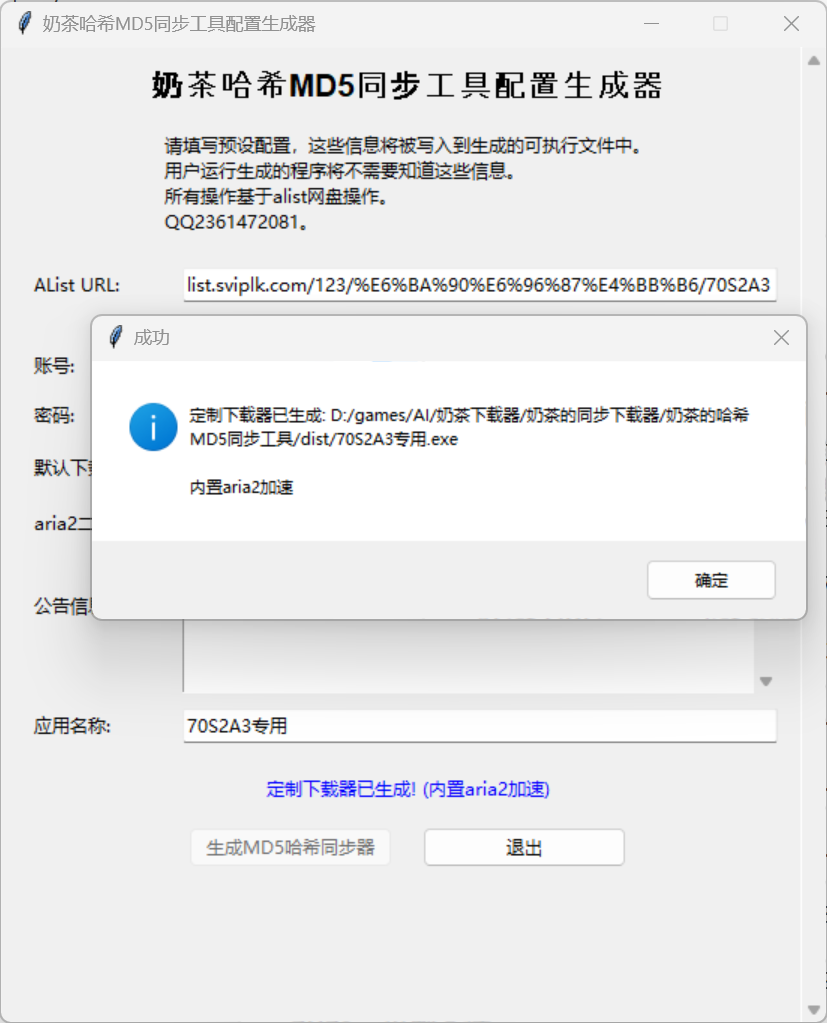 奶茶哈希MD5同步工具配置生成器
奶茶哈希MD5同步工具配置生成器
请填写预设配置，这些信息将被写入到生成的可执行文件中。
用户运行生成的程序将不需要知道这些信息。
所有操作基于alist网盘操作。
QQ2361472081。
AList URL:
list.sviplk.com/123/%E6%BA%90%E6%96%87%E4%BB%B6/70S2A3
账号:
密码:
默认下
aria2二
公告信
成功
定制下载器已生成: D:/games/AI/奶茶下载器/奶茶的同步下载器/奶茶的哈希
MD5同步工具/dist/70S2A3专用.exe
内置aria2加速
确定
应用名称:
70S2A3专用
定制下载器已生成! (内置aria2加速)
生成MD5哈希同步器
退出